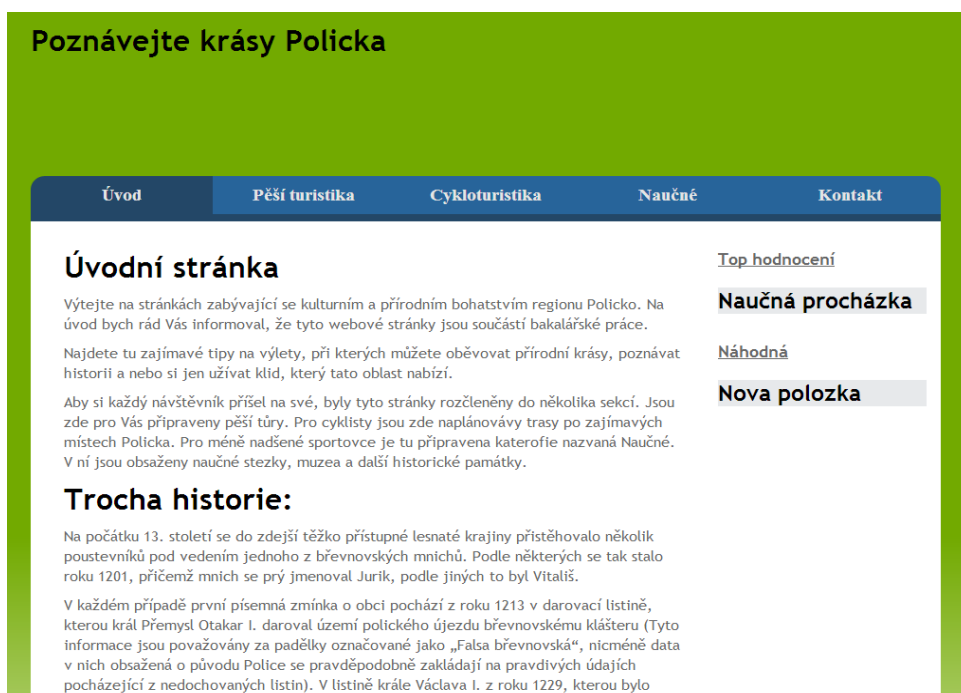 Poznávejte krásy Policka
Úvod Pěší turistika Cykloturistika Naučné Kontakt
Úvodní stránka
Výtejte na stránkách zabývající se kulturním a přírodním bohatstvím regionu Policko. Na
úvod bych rád Vás informoval, že tyto webové stránky jsou součástí bakalářské práce.
Najdete tu zajímavé tipy na výlety, při kterých můžete oběvovat přírodní krásy, poznávat
historii a nebo si jen užívat klid, který tato oblast nabízí.
Aby si každý návštěvník příšel na své, byly tyto stránky rozčleněny do několika sekcí. Jsou
zde pro Vás připraveny pěší tůry. Pro cyklisty jsou zde naplánovávy trasy po zajímavých
místech Policka. Pro méně nadšené sportovce je tu připravena katerofie nazvaná Naučné.
V ní jsou obsaženy naučné stezky, muzea a další historické památky.
Trocha historie:
Na počátku 13. století se do zdejší těžko přístupné lesnaté krajiny přistěhovalo několik
poustevníků pod vedením jednoho z břevnovských mnichů. Podle některých se tak stalo
roku 1201, přičemž mnich se prý jmenoval Jurik, podle jiných to byl Vitališ.
V každém případě první písemná zmínka o obci pochází z roku 1213 v darovací listině,
kterou král Přemysl Otakar I. daroval území polického újezdu břevnovskému klášteru (Tyto
informace jsou považovány za padělky označované jako „Falsa břevnovská“, nicméně data
v nich obsažená o původu Police se pravděpodobně zakládají na pravdivých údajích
pocházející z nedochovaných listin). V listině krále Václava I. z roku 1229, kterou bylo
Top hodnocení
Naučná procházka
Náhodná
Nova polozka